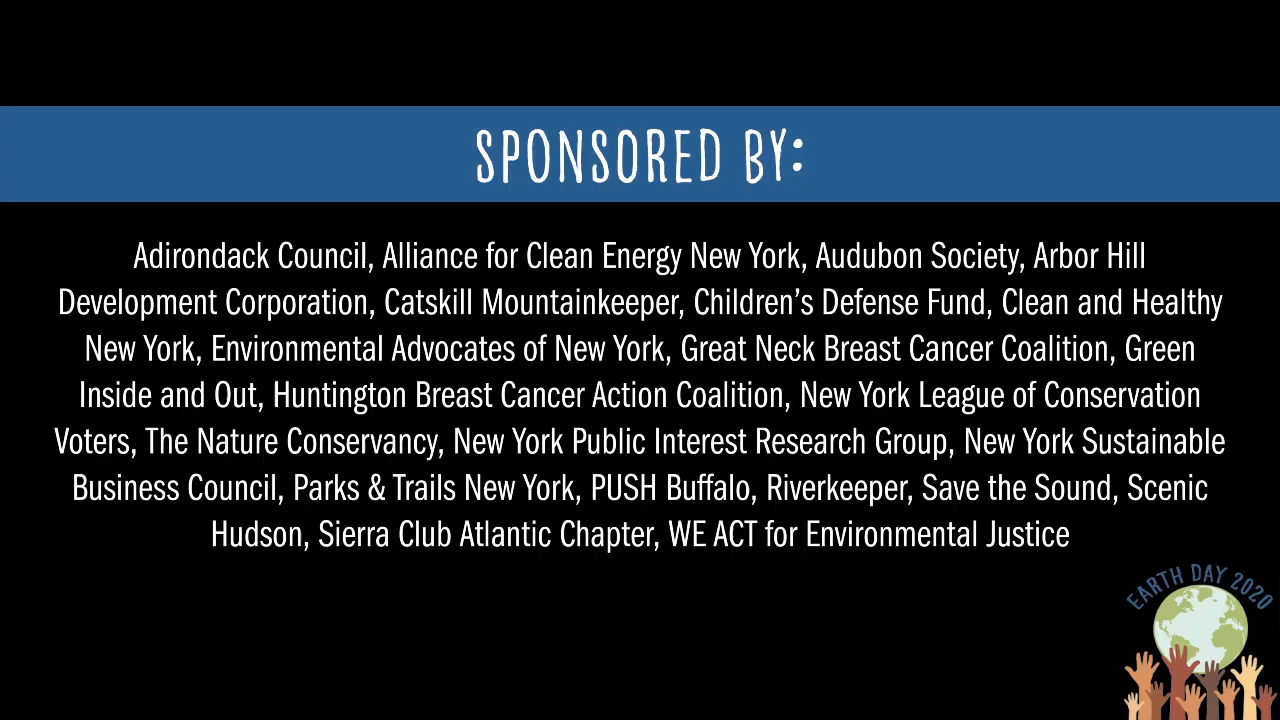 SPONSORED BY:
Adirondack Council, Alliance for Clean Energy New York, Audubon Society, Arbor Hill
Development Corporation, Catskill Mountainkeeper, Children’s Defense Fund, Clean and Healthy
New York, Environmental Advocates of New York, Great Neck Breast Cancer Coalition, Green
Inside and Out, Huntington Breast Cancer Action Coalition, New York League of Conservation
Voters, The Nature Conservancy, New York Public Interest Research Group, New York Sustainable
Business Council, Parks & Trails New York, PUSH Buffalo, Riverkeeper, Save the Sound, Scenic
Hudson, Sierra Club Atlantic Chapter, WE ACT for Environmental Justice
EARTH DAY 2020